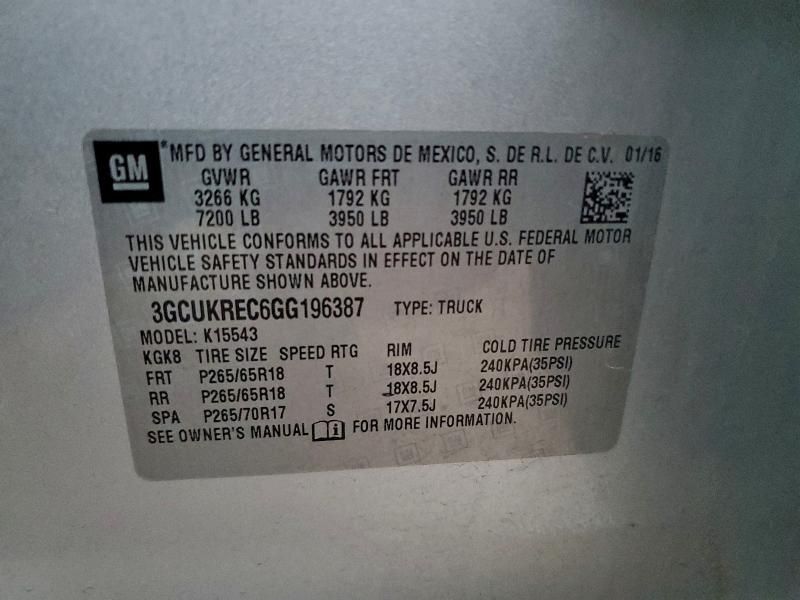 GM
*MFD BY GENERAL MOTORS DE MEXICO, S. DE R.L. DE C.V. 01/16
GVWR GAWR FRT GAWR RR
3266 KG 1792 KG 1792 KG
7200 LB 3950 LB 3950 LB
THIS VEHICLE CONFORMS TO ALL APPLICABLE U.S. FEDERAL MOTOR
VEHICLE SAFETY STANDARDS IN EFFECT ON THE DATE OF
MANUFACTURE SHOWN ABOVE.
3GCUKREC6GG196387 TYPE: TRUCK
MODEL: K15543
KGK8 TIRE SIZE SPEED RTG RIM COLD TIRE PRESSURE
FRT P265/65R18 T 18X8.5J 240KPA(35PSI)
RR P265/65R18 T 18X8.5J 240KPA(35PSI)
SPA P265/70R17 S 17X7.5J 240KPA(35PSI)
SEE OWNER'S MANUAL i FOR MORE INFORMATION.